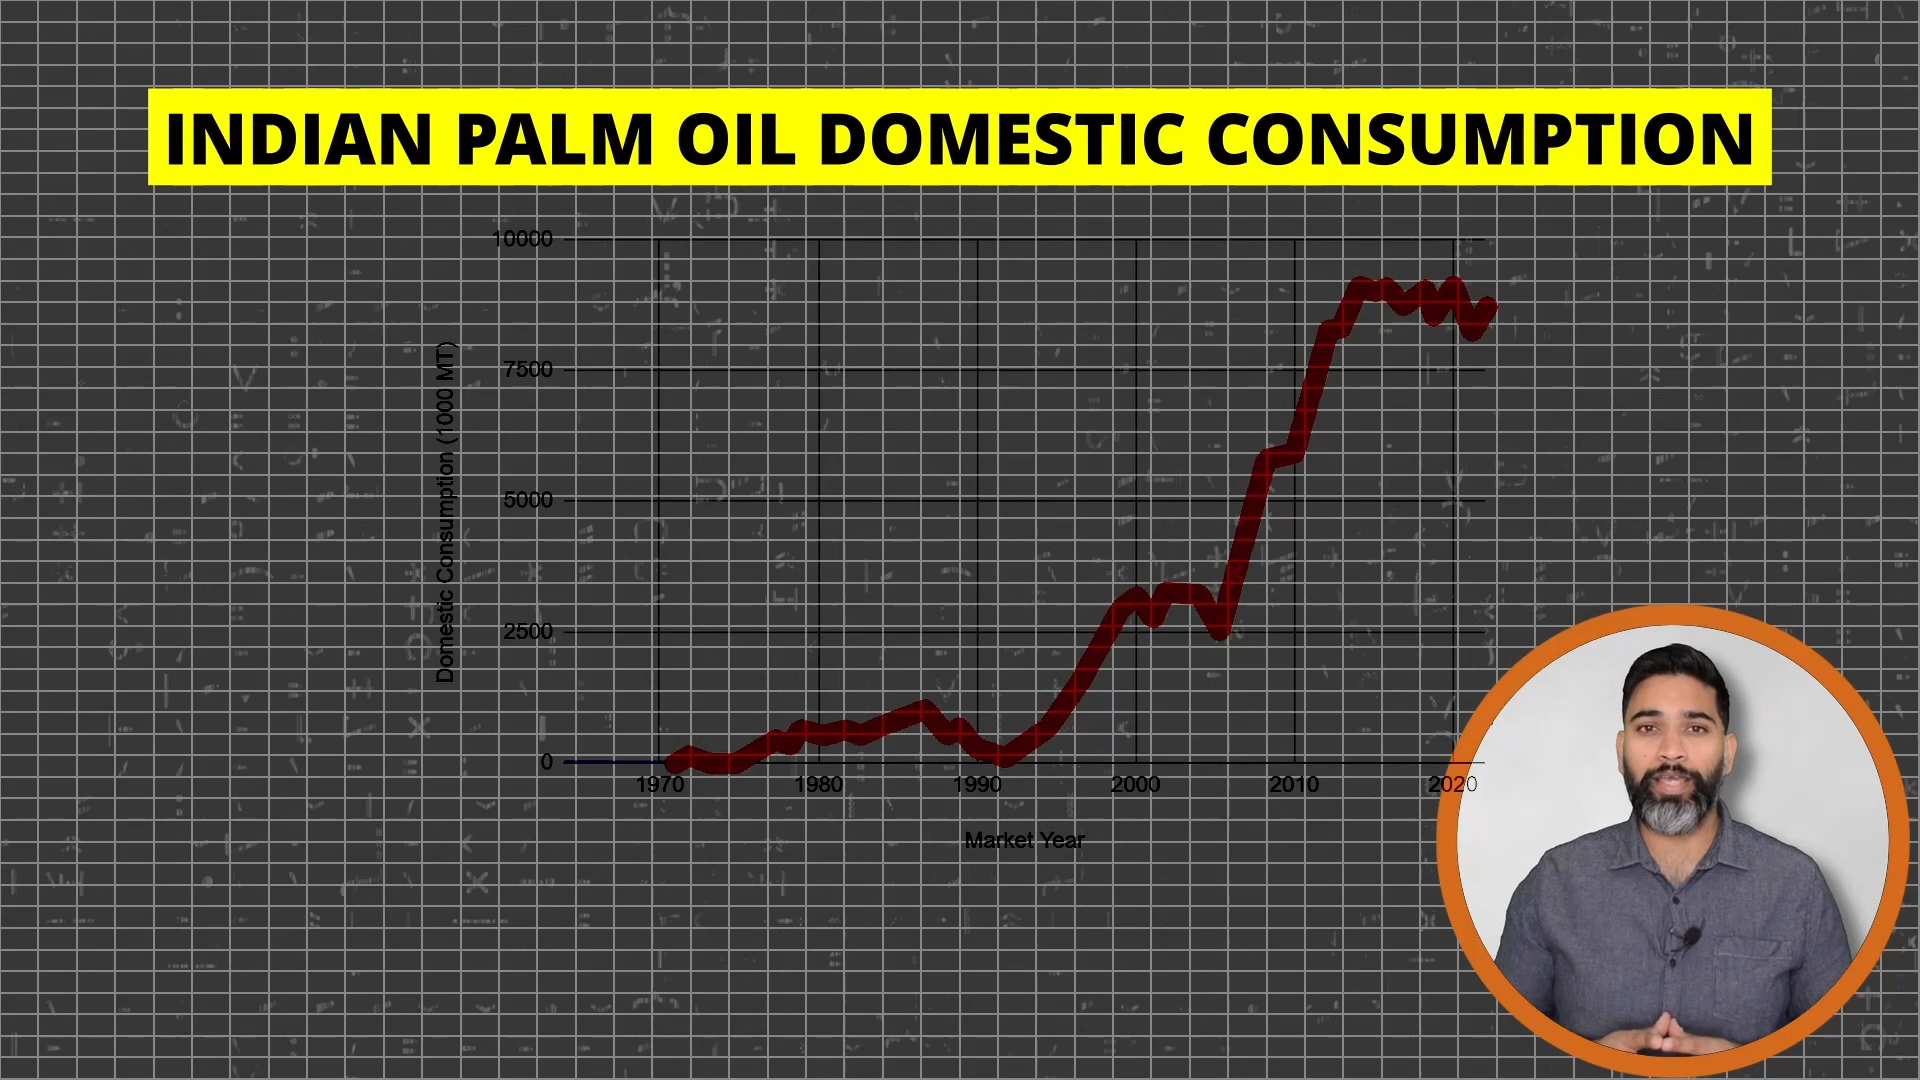 INDIAN PALM OIL DOMESTIC CONSUMPTION
10000
7500
5000
2500
0
Domestic Consumption (1000 MT)
1970 1980 1990 2000 2010 2020
Market Year